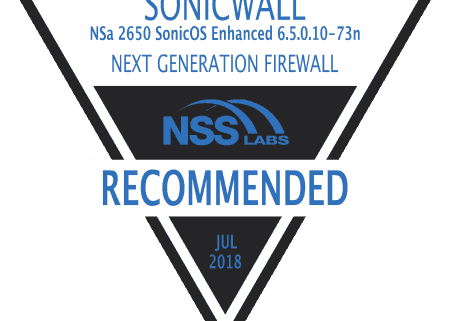 SONICWALL
NSa 2650 SonicOS Enhanced 6.5.0.10-73n
NEXT GENERATION FIREWALL
NSS LABS
RECOMMENDED
JUL
2018